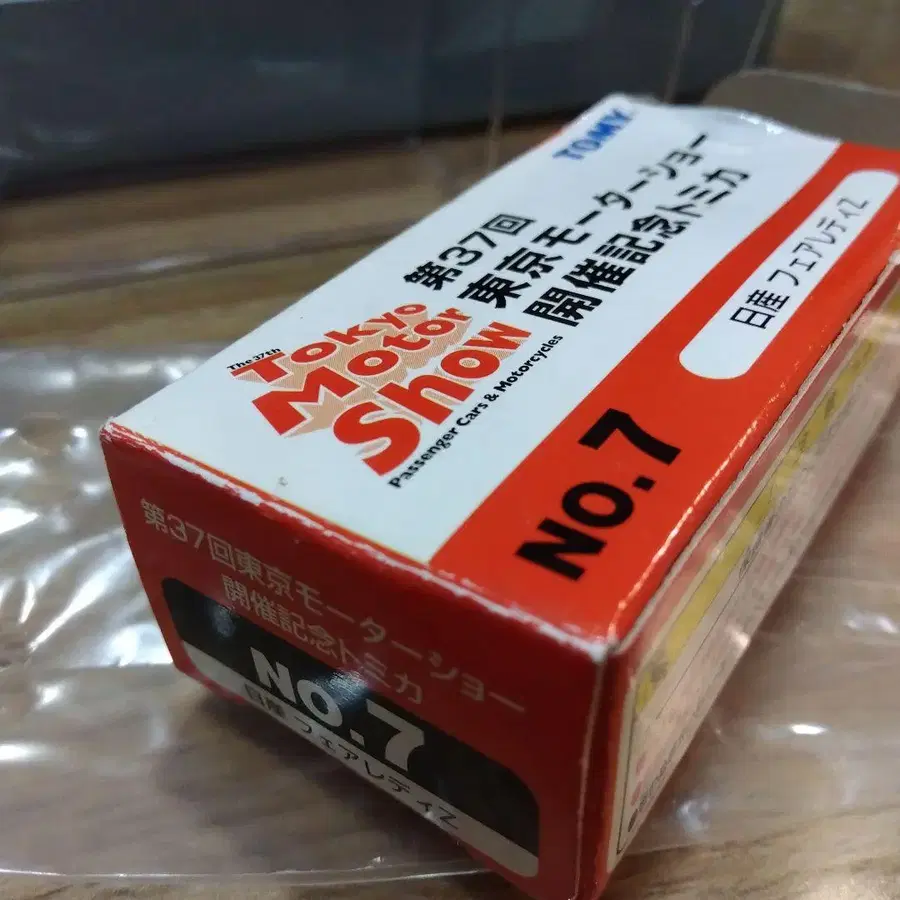 TOMY
第37回
東京モーターショー
開催記念トミカ
The 37th
Tokyo
Motor
Show
Passenger Cars & Motorcycles
日産 フェアレディZ
NO.7
第37回東京モーターショー
開催記念トミカ
NO.7
日産 フェアレディZ